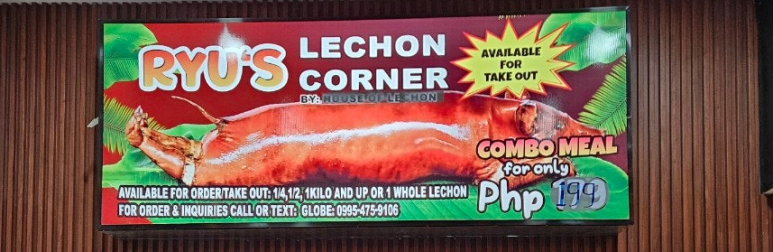 RYU'S LECHON CORNER
BY: HOUSE OF LECHON
AVAILABLE FOR TAKE OUT
COMBO MEAL
for only
Php 199
AVAILABLE FOR ORDER/TAKE OUT: 1/4,1/2, 1KILO AND UP OR 1 WHOLE LECHON
FOR ORDER & INQUIRIES CALL OR TEXT: GLOBE: 0995-475-9106